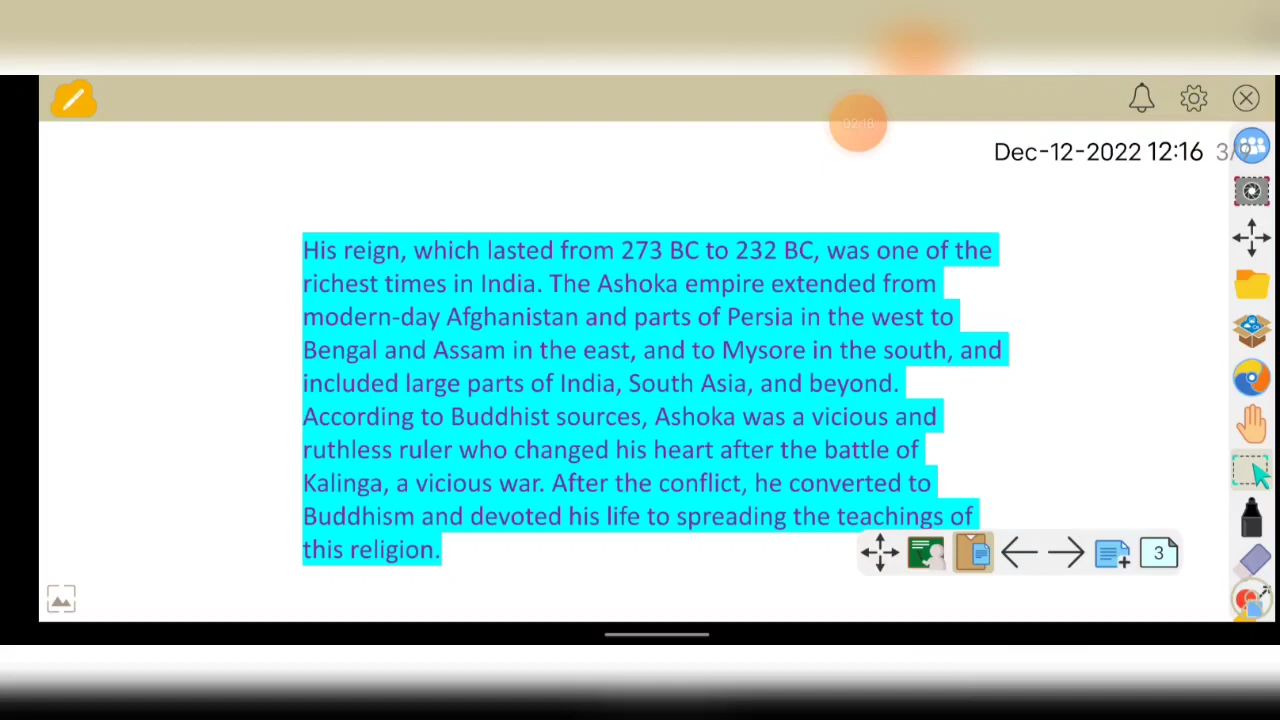 02:18
Dec-12-2022 12:16 3/9
His reign, which lasted from 273 BC to 232 BC, was one of the
richest times in India. The Ashoka empire extended from
modern-day Afghanistan and parts of Persia in the west to
Bengal and Assam in the east, and to Mysore in the south, and
included large parts of India, South Asia, and beyond.
According to Buddhist sources, Ashoka was a vicious and
ruthless ruler who changed his heart after the battle of
Kalinga, a vicious war. After the conflict, he converted to
Buddhism and devoted his life to spreading the teachings of
this religion.
3